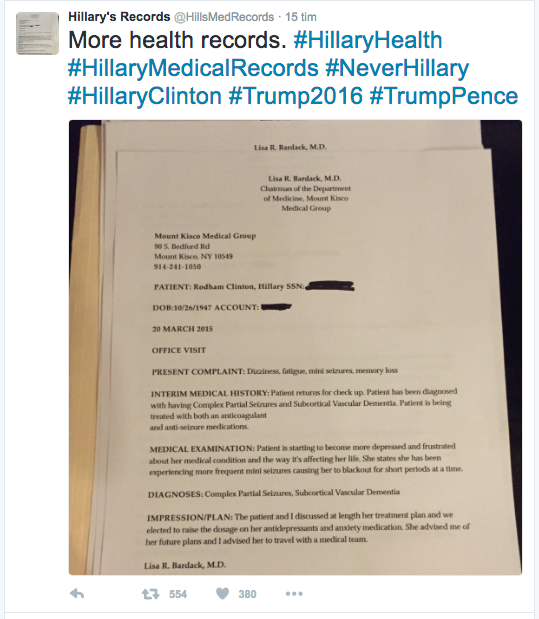 Hillary's Records @HillsMedRecords · 15 tim
More health records. #HillaryHealth
#HillaryMedicalRecords #NeverHillary
#HillaryClinton #Trump2016 #TrumpPence
Lisa R. Bardack, M.D.
Lisa R. Bardack, M.D.
Chairman of the Department
of Medicine, Mount Kisco
Medical Group
Mount Kisco Medical Group
90 S. Bedford Rd
Mount Kisco, NY 10549
914-241-1050
PATIENT: Rodham Clinton, Hillary SSN:
DOB:10/26/1947 ACCOUNT:
20 MARCH 2015
OFFICE VISIT
PRESENT COMPLAINT: Dizziness, fatigue, mini seizures, memory loss
INTERIM MEDICAL HISTORY: Patient returns for check up. Patient has been diagnosed
with having Complex Partial Seizures and Subcortical Vascular Dementia. Patient is being
treated with both an anticoagulant
and anti-seizure medications.
MEDICAL EXAMINATION: Patient is starting to become more depressed and frustrated
about her medical condition and the way it's affecting her life. She states she has been
experiencing more frequent mini seizures causing her to blackout for short periods at a time.
DIAGNOSES: Complex Partial Seizures, Subcortical Vascular Dementia
IMPRESSION/PLAN: The patient and I discussed at length her treatment plan and we
elected to raise the dosage on her antidepressants and anxiety medication. She advised me of
her future plans and I advised her to travel with a medical team.
Lisa R. Bardack, M.D.
554
380